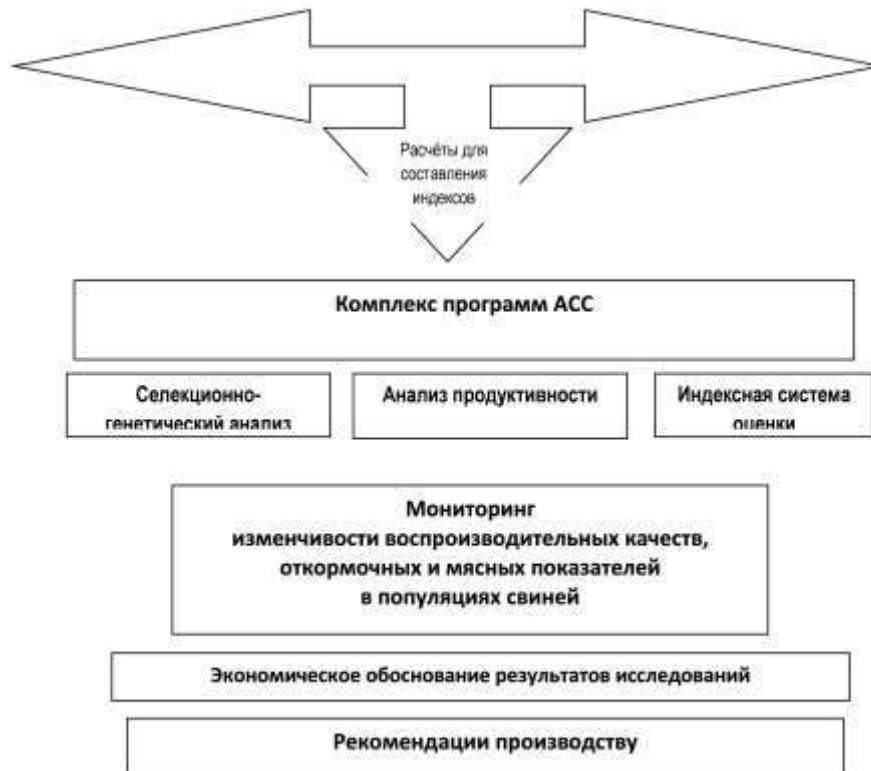 Расчёты для
составления
индексов
Комплекс программ АСС
Селекционно-
генетический анализ
Анализ продуктивности
Индексная система
оценки
Мониторинг
изменчивости воспроизводительных качеств,
откормочных и мясных показателей
в популяциях свиней
Экономическое обоснование результатов исследований
Рекомендации производству